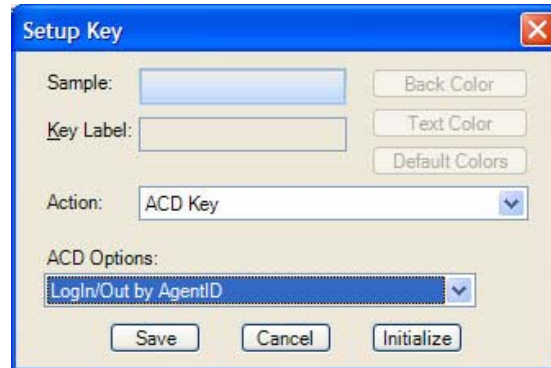 Setup Key
Sample:
Back Color
Key Label:
Text Color
Default Colors
Action:
ACD Key
ACD Options:
LogIn/Out by AgentID
Save
Cancel
Initialize